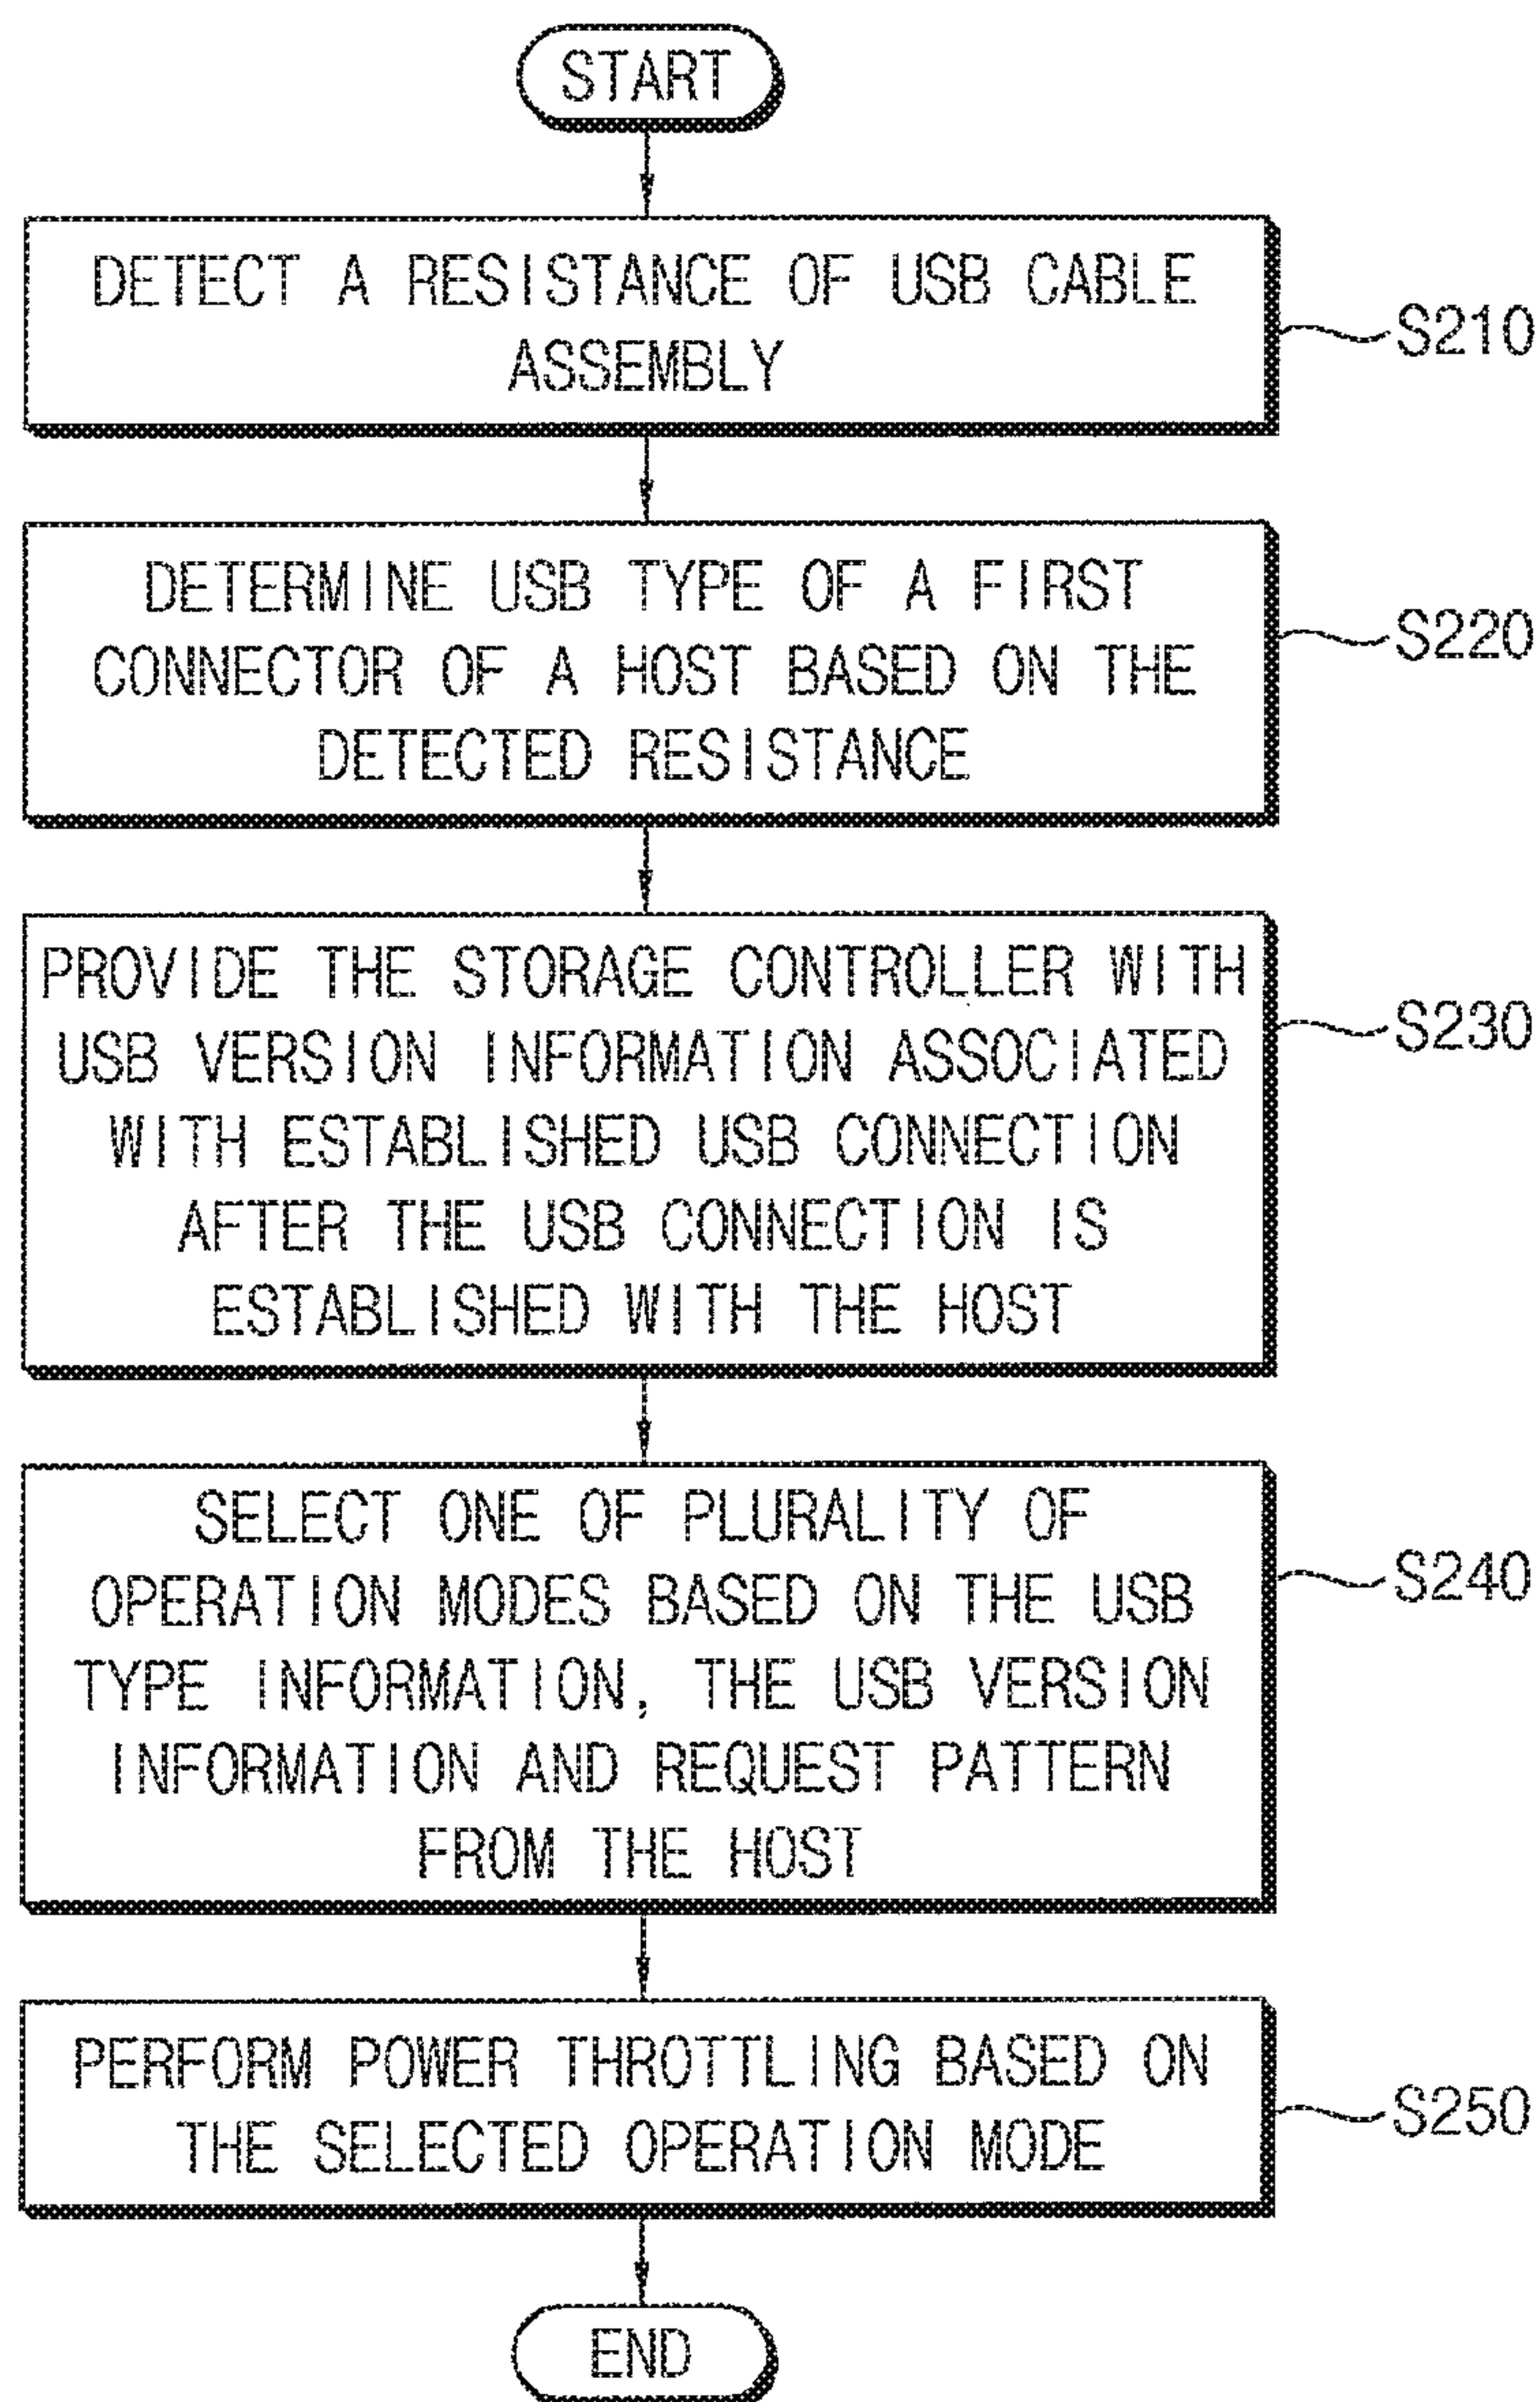 START
DETECT A RESISTANCE OF USB CABLE
ASSEMBLY
S210
DETERMINE USB TYPE OF A FIRST
CONNECTOR OF A HOST BASED ON THE
DETECTED RESISTANCE
S220
PROVIDE THE STORAGE CONTROLLER WITH
USB VERSION INFORMATION ASSOCIATED
WITH ESTABLISHED USB CONNECTION
AFTER THE USB CONNECTION IS
ESTABLISHED WITH THE HOST
S230
SELECT ONE OF PLURALITY OF
OPERATION MODES BASED ON THE USB
TYPE INFORMATION, THE USB VERSION
INFORMATION AND REQUEST PATTERN
FROM THE HOST
S240
PERFORM POWER THROTTLING BASED ON
THE SELECTED OPERATION MODE
S250
END